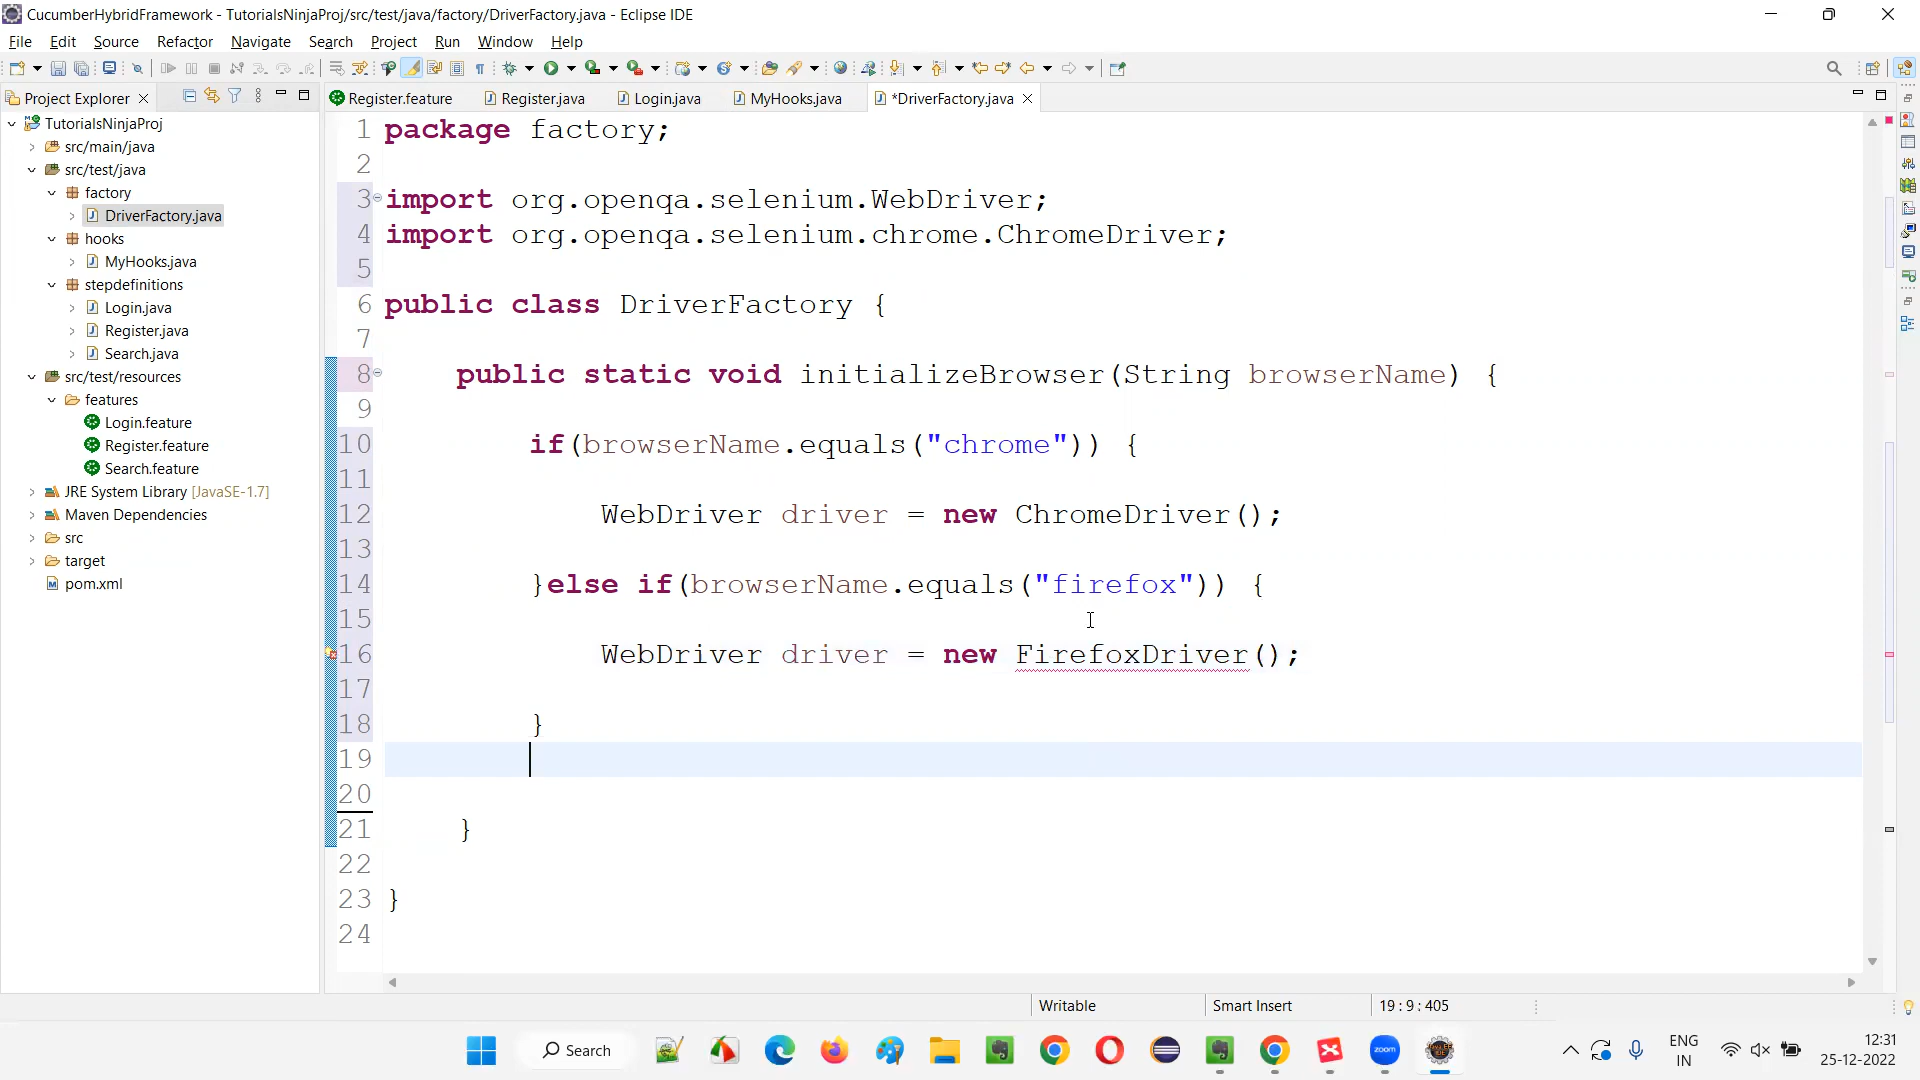 CucumberHybridFramework - TutorialsNinjaProj/src/test/java/factory/DriverFactory.java - Eclipse IDE
File Edit Source Refactor Navigate Search Project Run Window Help
Project Explorer
Register.feature Register.java Login.java MyHooks.java *DriverFactory.java
TutorialsNinjaProj
src/main/java
src/test/java
factory
DriverFactory.java
hooks
MyHooks.java
stepdefinitions
Login.java
Register.java
Search.java
src/test/resources
features
Login.feature
Register.feature
Search.feature
JRE System Library [JavaSE-1.7]
Maven Dependencies
src
target
pom.xml
1 package factory;
2
3 import org.openqa.selenium.WebDriver;
4 import org.openqa.selenium.chrome.ChromeDriver;
5
6 public class DriverFactory {
7
8 public static void initializeBrowser(String browserName) {
9
10 if(browserName.equals("chrome")) {
11
12 WebDriver driver = new ChromeDriver();
13
14 }else if(browserName.equals("firefox")) {
15
16 WebDriver driver = new FirefoxDriver();
17
18 }
19
20
21 }
22
23 }
24
Writable Smart Insert 19 : 9 : 405
Search
zoom
ENG
IN
12:31
25-12-2022